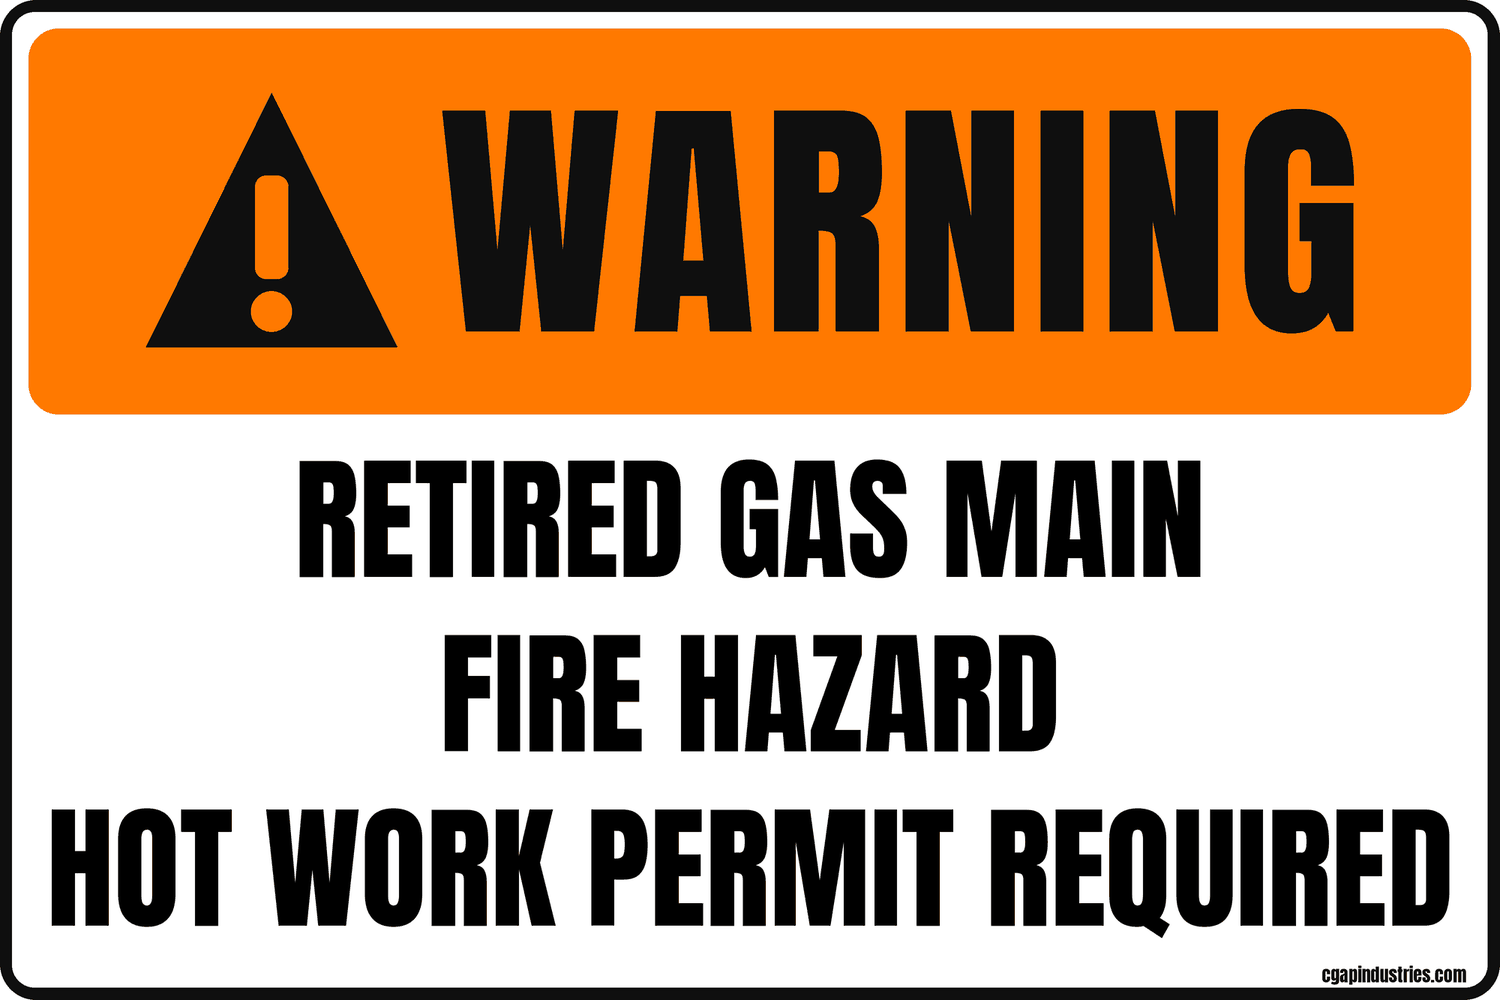 WARNING
RETIRED GAS MAIN
FIRE HAZARD
HOT WORK PERMIT REQUIRED
cgapindustries.com